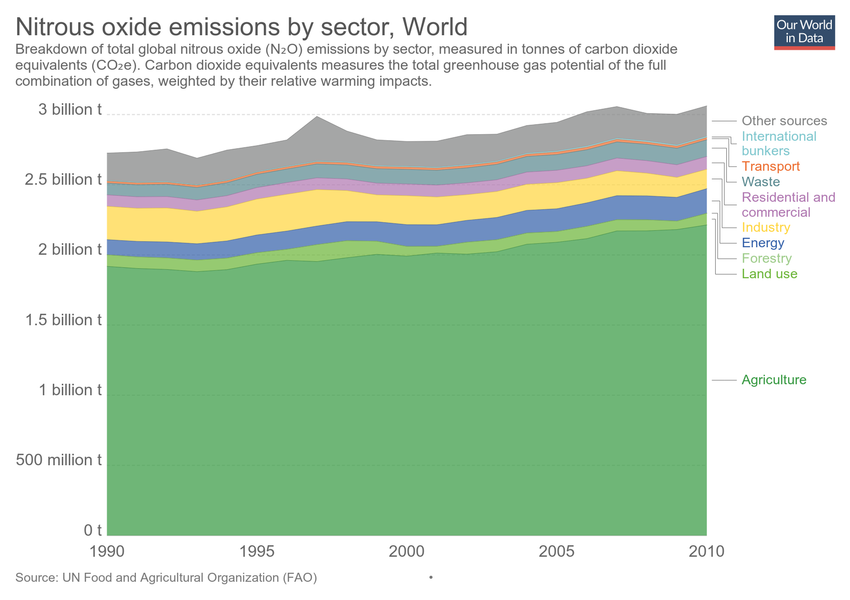 Nitrous oxide emissions by sector, World
Our World
in Data
Breakdown of total global nitrous oxide (N₂O) emissions by sector, measured in tonnes of carbon dioxide
equivalents (CO₂e). Carbon dioxide equivalents measures the total greenhouse gas potential of the full
combination of gases, weighted by their relative warming impacts.
3 billion t
2.5 billion t
2 billion t
1.5 billion t
1 billion t
500 million t
0 t
1990
1995
2000
2005
2010
Other sources
International
bunkers
Transport
Waste
Residential and
commercial
Industry
Energy
Forestry
Land use
Agriculture
Source: UN Food and Agricultural Organization (FAO)
•